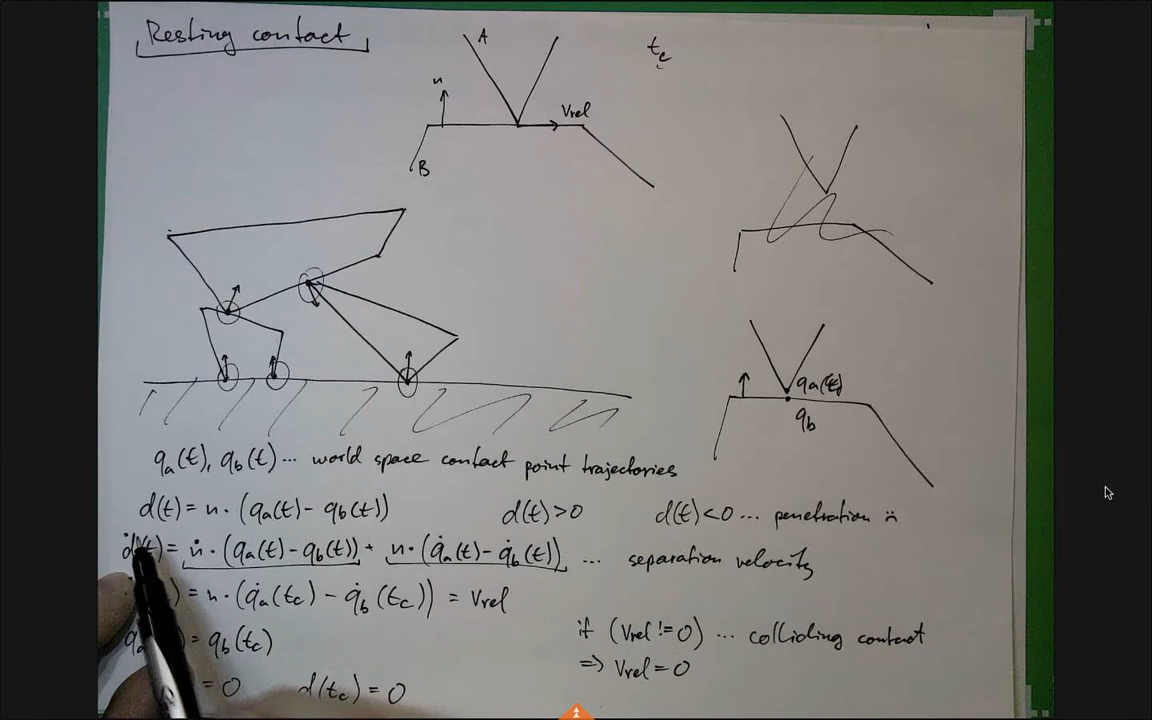 Resting contact
A
n
Vrel
B
t_c
qa(t)
qb
qa(t), qb(t) ... world space contact point trajectories
d(t) = n · (qa(t) - qb(t))    d(t) > 0    d(t) < 0 ... penetration :(
ḋ(t) = ṅ · (qa(t) - qb(t)) + n · (q̇a(t) - q̇b(t)) ... separation velocity
) = n · (q̇a(tc) - q̇b(tc)) = Vrel
if (Vrel != 0) ... colliding contact
= qb(tc)
=> Vrel = 0
= 0    d(tc) = 0